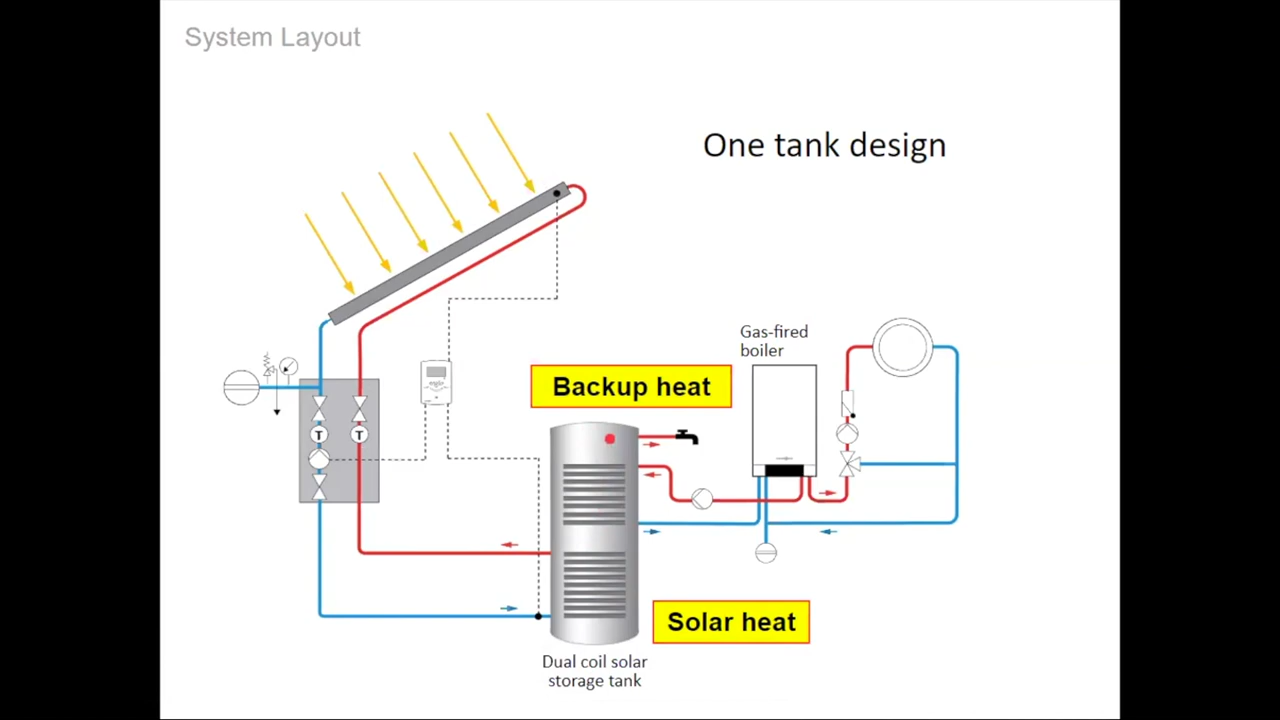 System Layout
One tank design
Gas-fired
boiler
Backup heat
T
T
Solar heat
Dual coil solar
storage tank